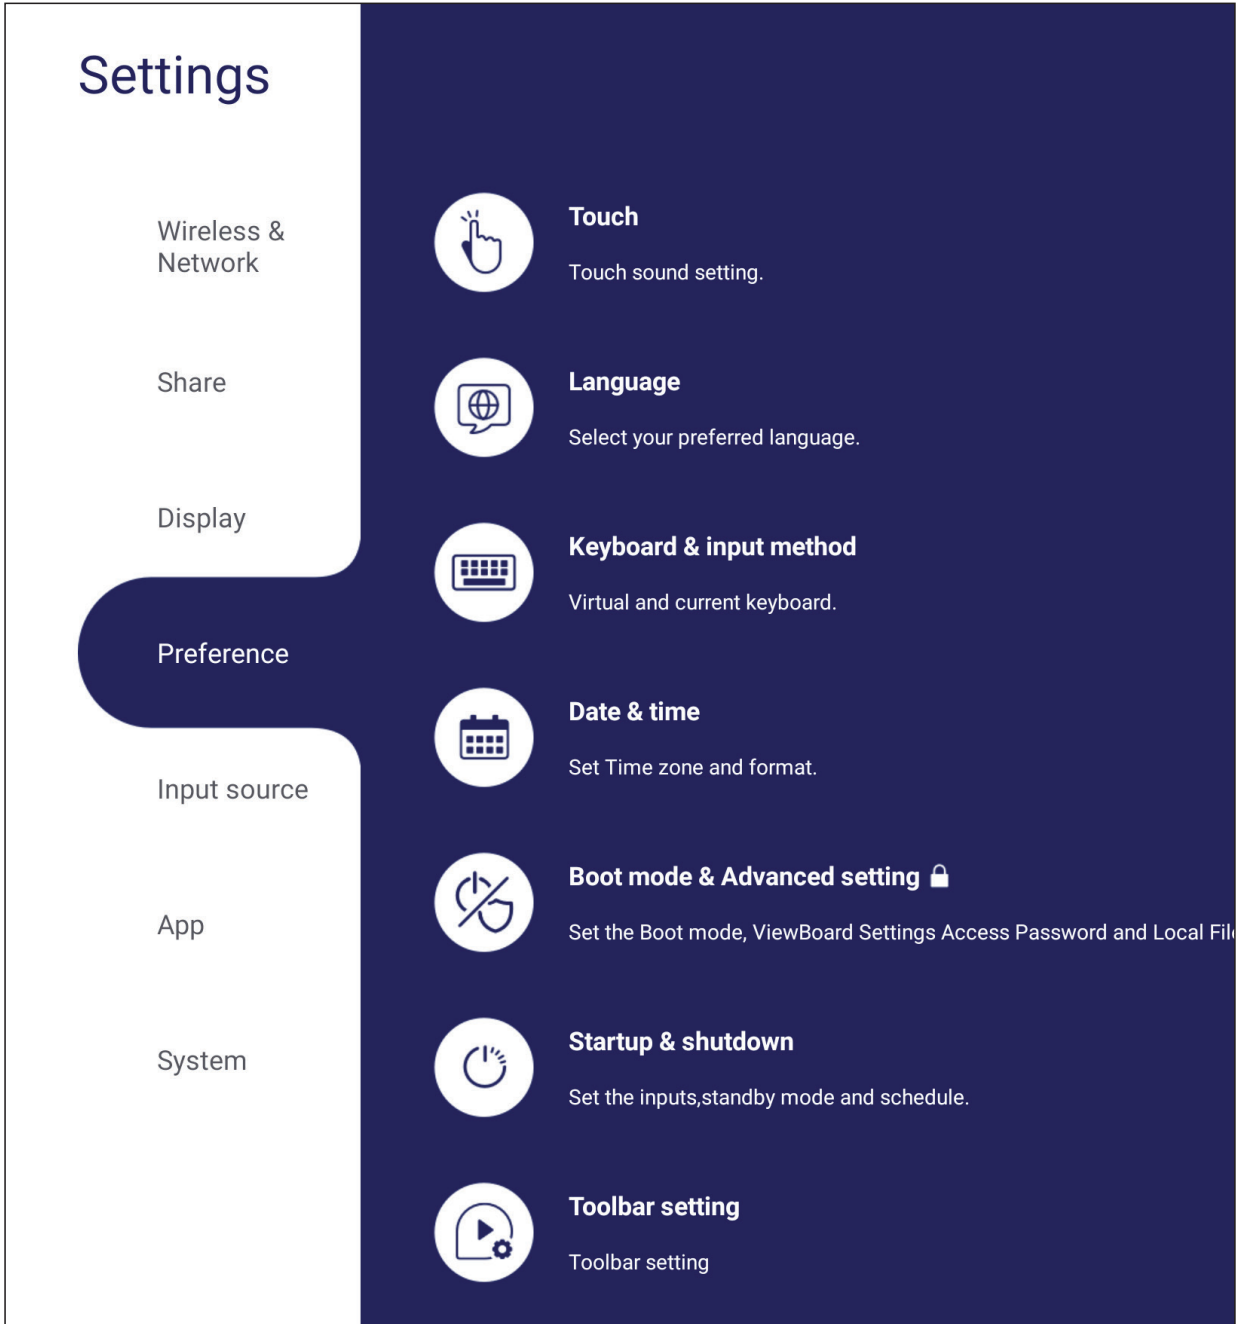 Settings
Wireless &
Network
Share
Display
Preference
Input source
App
System
Touch
Touch sound setting.
Language
Select your preferred language.
Keyboard & input method
Virtual and current keyboard.
Date & time
Set Time zone and format.
Boot mode & Advanced setting
Set the Boot mode, ViewBoard Settings Access Password and Local
Startup & shutdown
Set the inputs,standby mode and schedule.
Toolbar setting
Toolbar setting